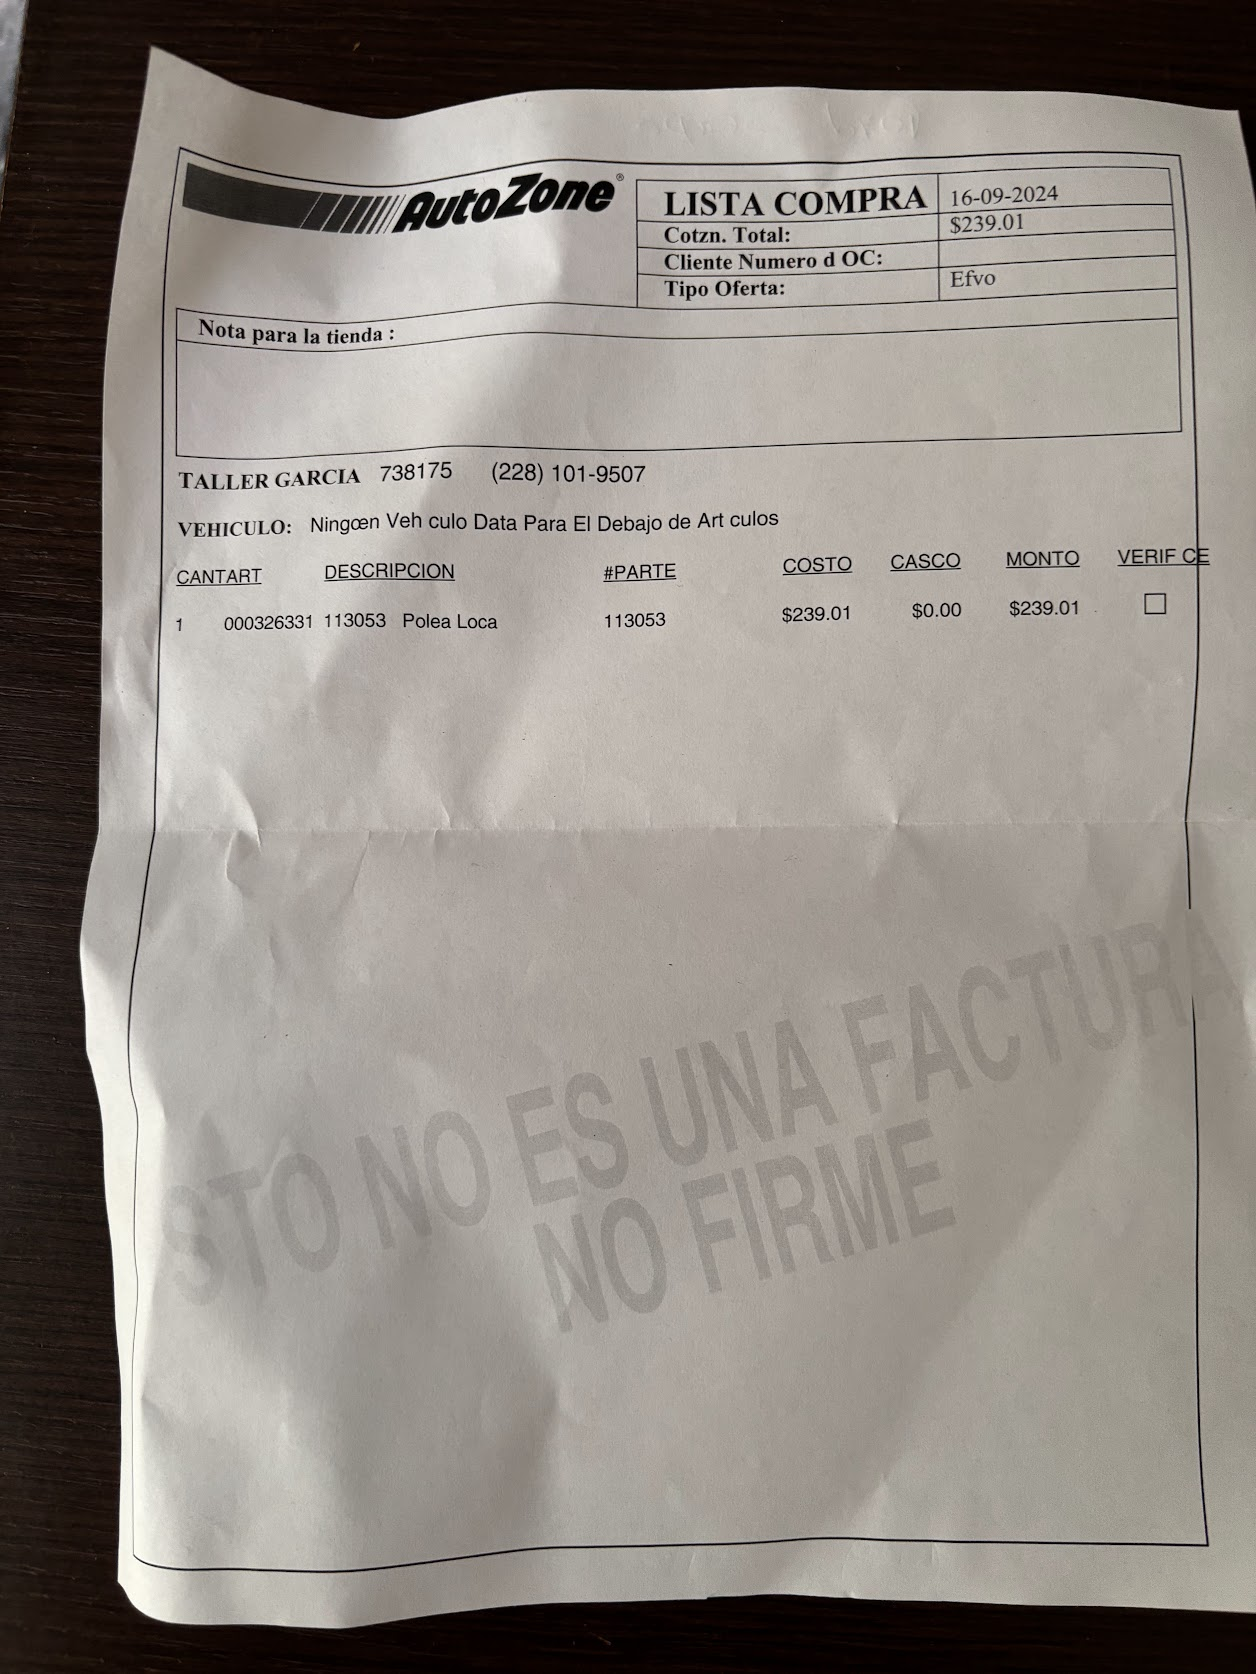 AutoZone®
LISTA COMPRA 16-09-2024
Cotzn. Total: $239.01
Cliente Numero d OC:
Tipo Oferta: Efvo
Nota para la tienda :
TALLER GARCIA 738175 (228) 101-9507
VEHICULO: Ningœn Veh culo Data Para El Debajo de Art culos
CANTART DESCRIPCION #PARTE COSTO CASCO MONTO VERIF CE
1 000326331 113053 Polea Loca 113053 $239.01 $0.00 $239.01
STO NO ES UNA FACTURA
NO FIRME